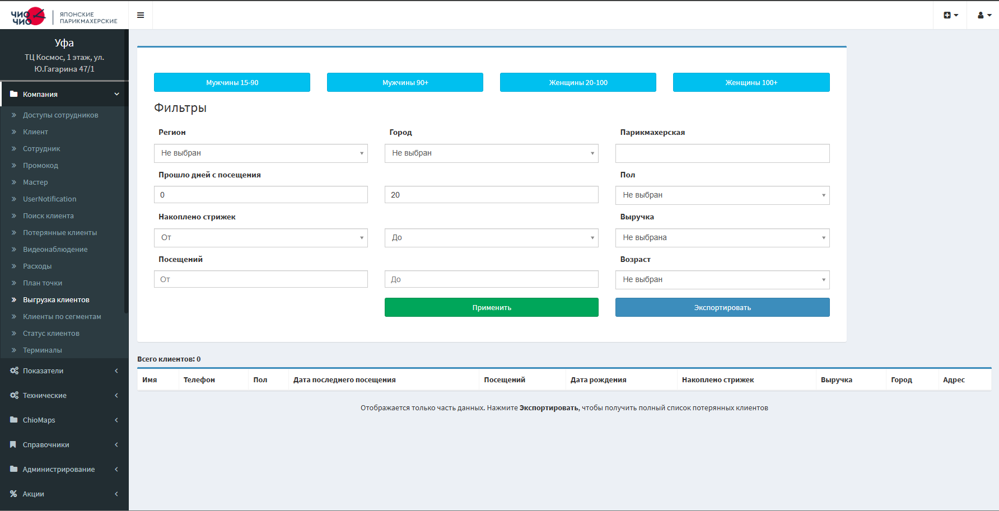 ЧИО
ЧИО
ЯПОНСКИЕ
ПАРИКМАХЕРСКИЕ
Уфа
ТЦ Космос, 1 этаж, ул.
Ю.Гагарина 47/1
Компания
Доступы сотрудников
Клиент
Сотрудник
Промокод
Мастер
UserNotification
Поиск клиента
Потерянные клиенты
Видеонаблюдение
Расходы
План точки
Выгрузка клиентов
Клиенты по сегментам
Статус клиентов
Терминалы
Показатели
Технические
ChioMaps
Справочники
Администрирование
Акции
Мужчины 15-90 Мужчины 90+ Женщины 20-100 Женщины 100+
Фильтры
Регион Город Парикмахерская
Не выбран Не выбран
Прошло дней с посещения Пол
0 20 Не выбран
Накоплено стрижек Выручка
От До Не выбрана
Посещений Возраст
От До Не выбран
Применить Экспортировать
Всего клиентов: 0
Имя Телефон Пол Дата последнего посещения Посещений Дата рождения Накоплено стрижек Выручка Город Адрес
Отображается только часть данных. Нажмите Экспортировать, чтобы получить полный список потерянных клиентов